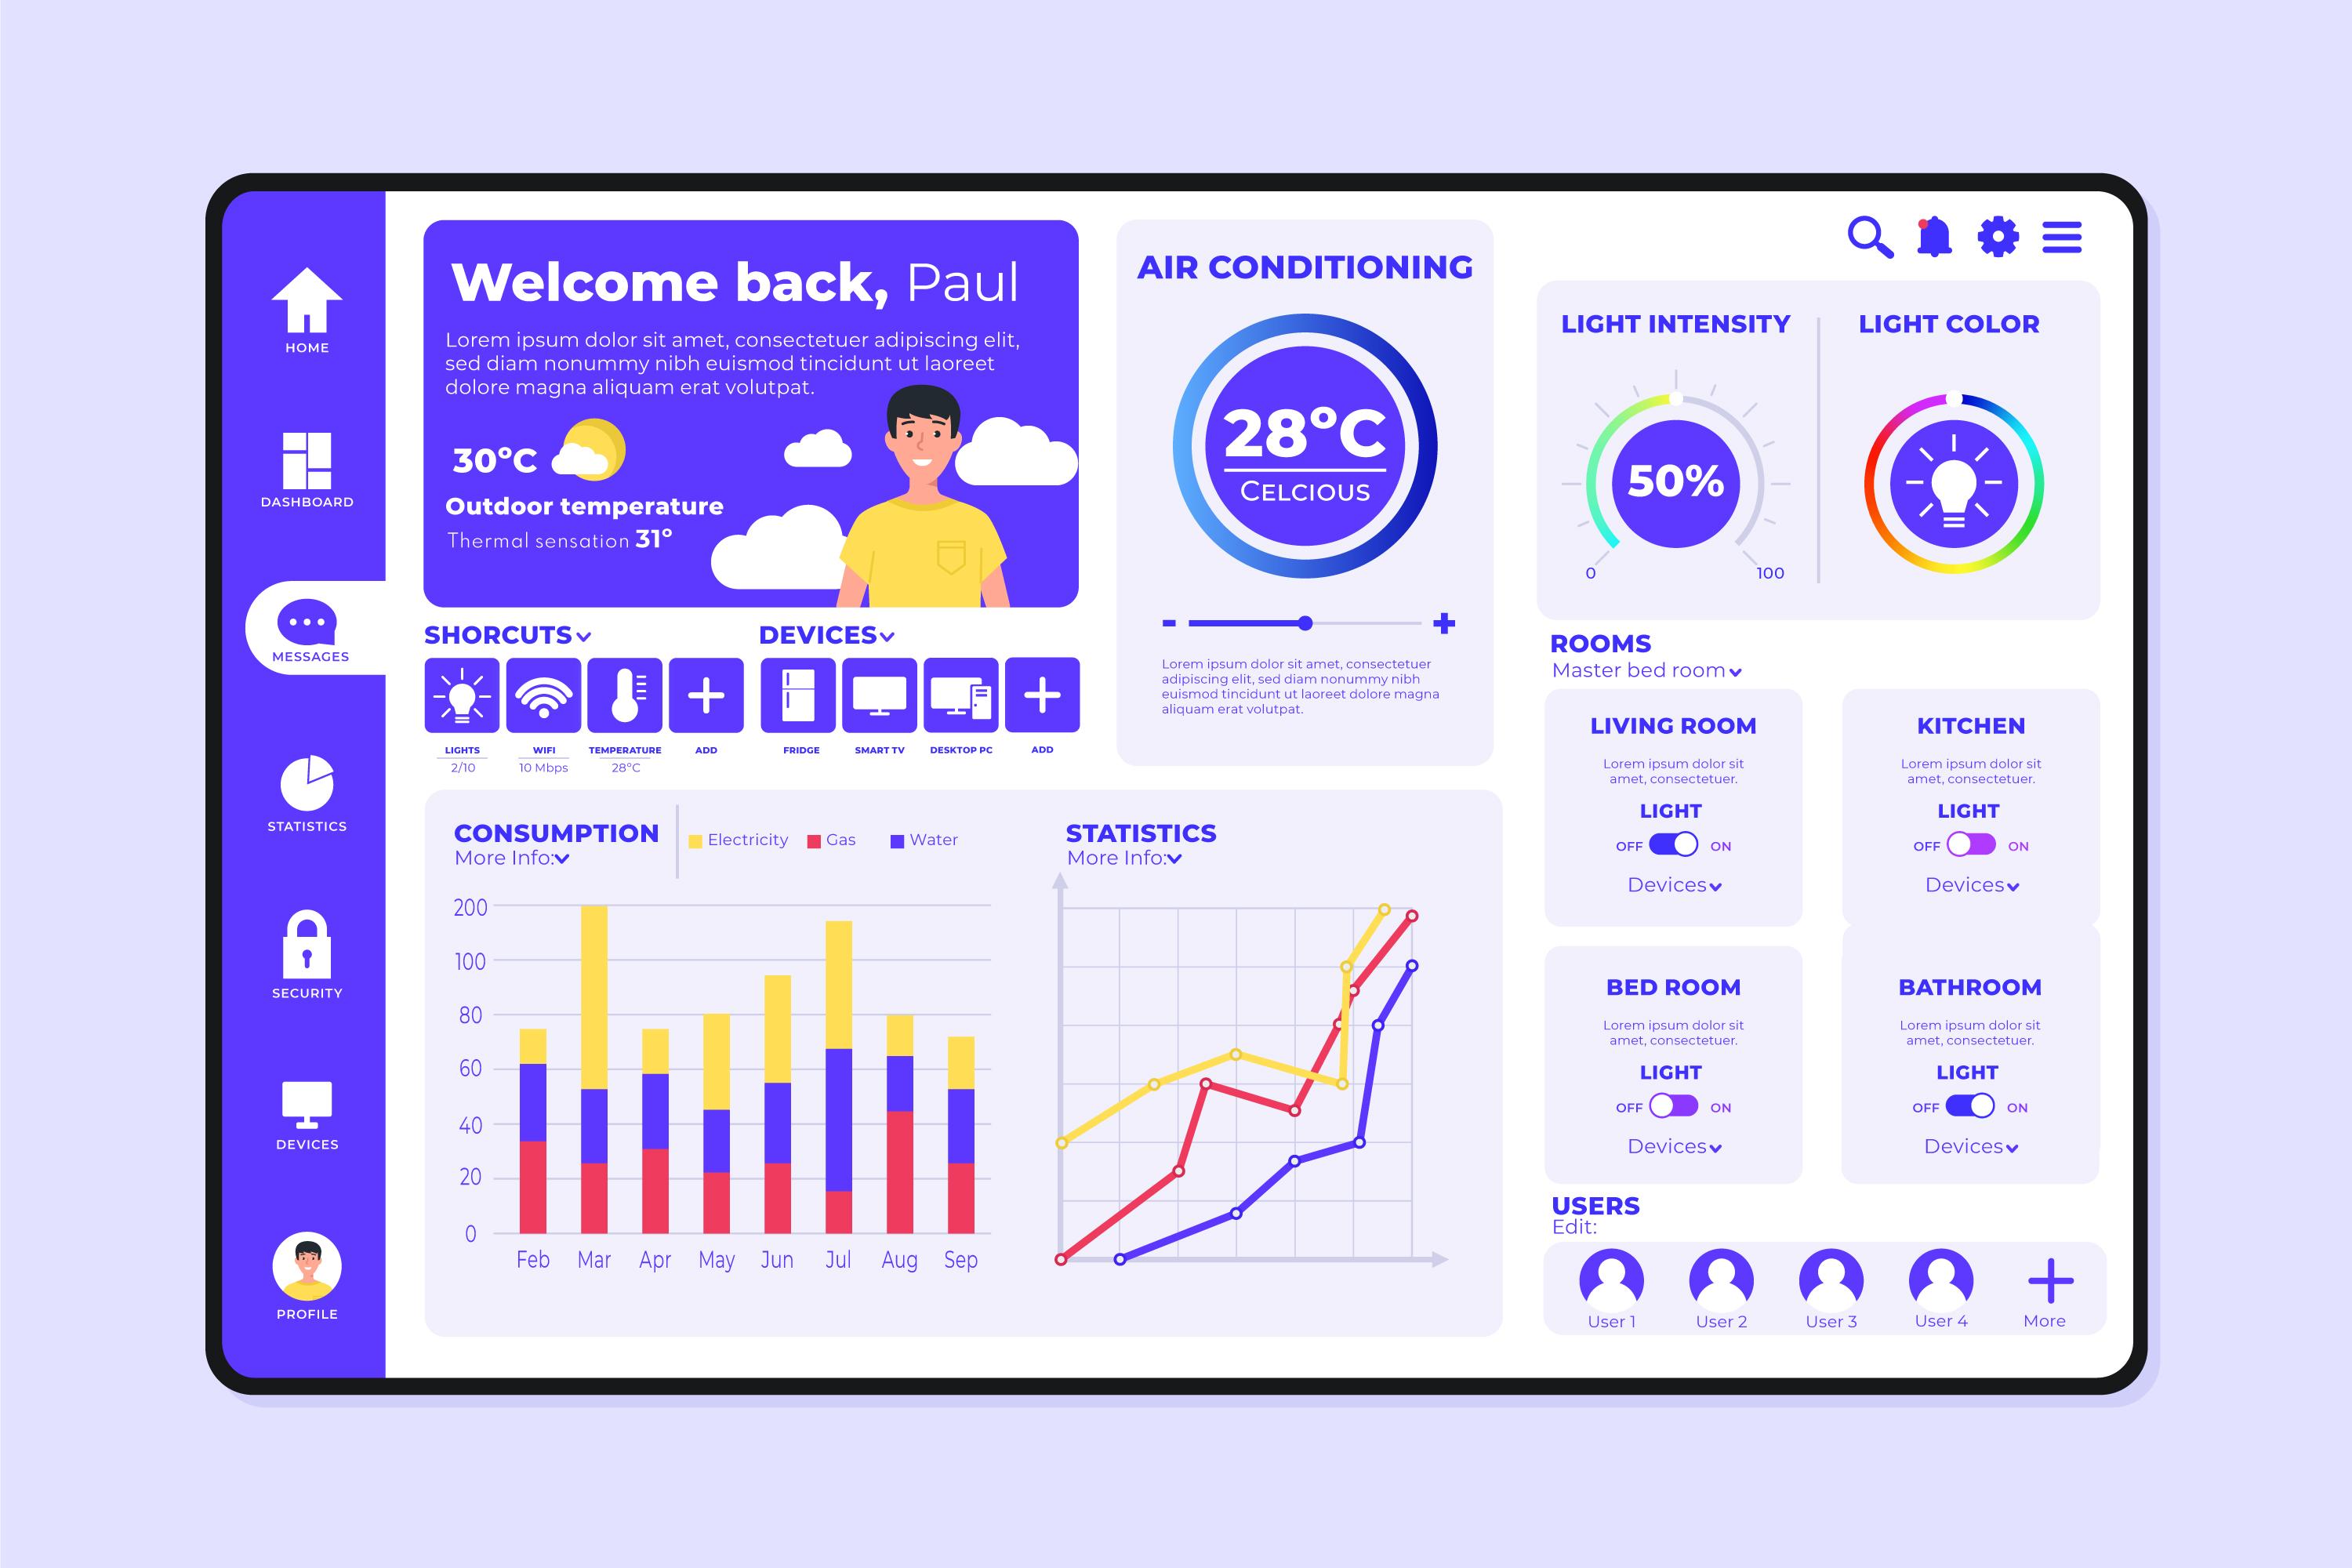 HOME
DASHBOARD
MESSAGES
STATISTICS
SECURITY
DEVICES
PROFILE
Welcome back, Paul
Lorem ipsum dolor sit amet, consectetuer adipiscing elit,
sed diam nonummy nibh euismod tincidunt ut laoreet
dolore magna aliquam erat volutpat.
30°C
Outdoor temperature
Thermal sensation 31°
SHORCUTS
LIGHTS
2/10
WIFI
10 Mbps
TEMPERATURE
28°C
ADD
DEVICES
FRIDGE
SMART TV
DESKTOP PC
ADD
AIR CONDITIONING
28°C
CELCIOUS
- +
Lorem ipsum dolor sit amet, consectetuer
adipiscing elit, sed diam nonummy nibh
euismod tincidunt ut laoreet dolore magna
aliquam erat volutpat.
LIGHT INTENSITY
50%
0 100
LIGHT COLOR
CONSUMPTION
More Info:
Electricity Gas Water
200
100
80
60
40
20
0
Feb Mar Apr May Jun Jul Aug Sep
STATISTICS
More Info:
ROOMS
Master bed room
LIVING ROOM
Lorem ipsum dolor sit
amet, consectetuer.
LIGHT
OFF ON
Devices
KITCHEN
Lorem ipsum dolor sit
amet, consectetuer.
LIGHT
OFF ON
Devices
BED ROOM
Lorem ipsum dolor sit
amet, consectetuer.
LIGHT
OFF ON
Devices
BATHROOM
Lorem ipsum dolor sit
amet, consectetuer.
LIGHT
OFF ON
Devices
USERS
Edit:
User 1 User 2 User 3 User 4 More